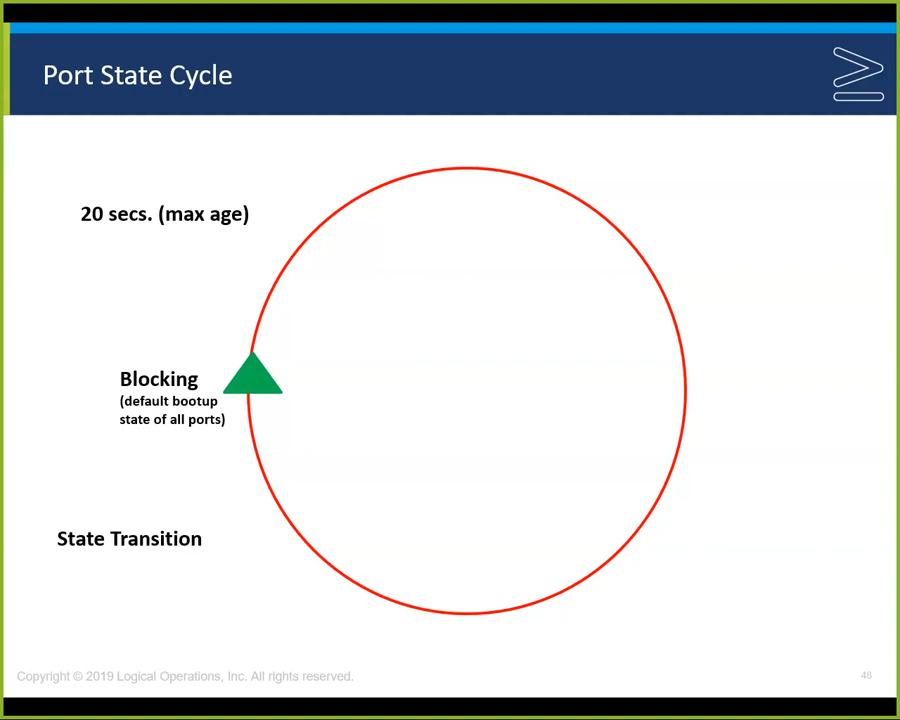 Port State Cycle
20 secs. (max age)
Blocking
(default bootup
state of all ports)
State Transition
Copyright © 2019 Logical Operations, Inc. All rights reserved.
48